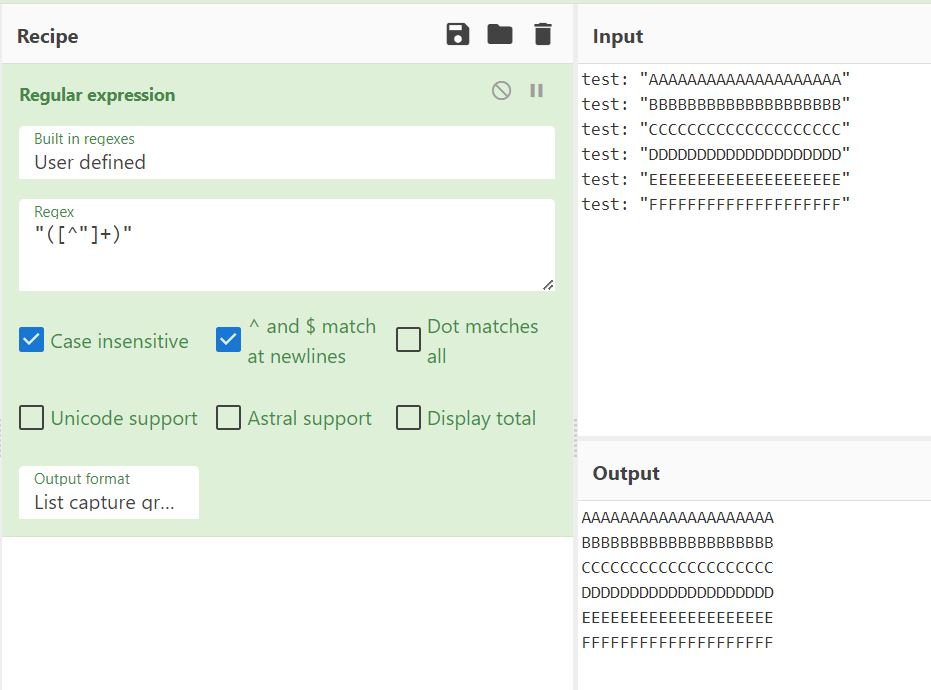 Recipe
Regular expression
Built in regexes
User defined
Regex
"([^"]+)"
Case insensitive
^ and $ match at newlines
Dot matches all
Unicode support
Astral support
Display total
Output format
List capture gr...
Input
test: "AAAAAAAAAAAAAAAAAAAA"
test: "BBBBBBBBBBBBBBBBBBBB"
test: "CCCCCCCCCCCCCCCCCCCC"
test: "DDDDDDDDDDDDDDDDDDDD"
test: "EEEEEEEEEEEEEEEEEEEE"
test: "FFFFFFFFFFFFFFFFFFFF"
Output
AAAAAAAAAAAAAAAAAAAA
BBBBBBBBBBBBBBBBBBBB
CCCCCCCCCCCCCCCCCCCC
DDDDDDDDDDDDDDDDDDDD
EEEEEEEEEEEEEEEEEEEE
FFFFFFFFFFFFFFFFFFFF